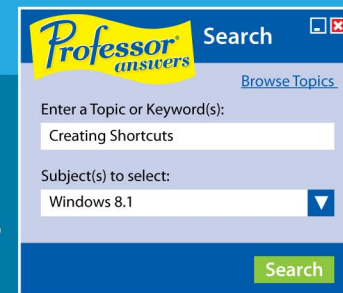 Professor answers
Search
Browse Topics
Enter a Topic or Keyword(s):
Creating Shortcuts
Subject(s) to select:
Windows 8.1
Search